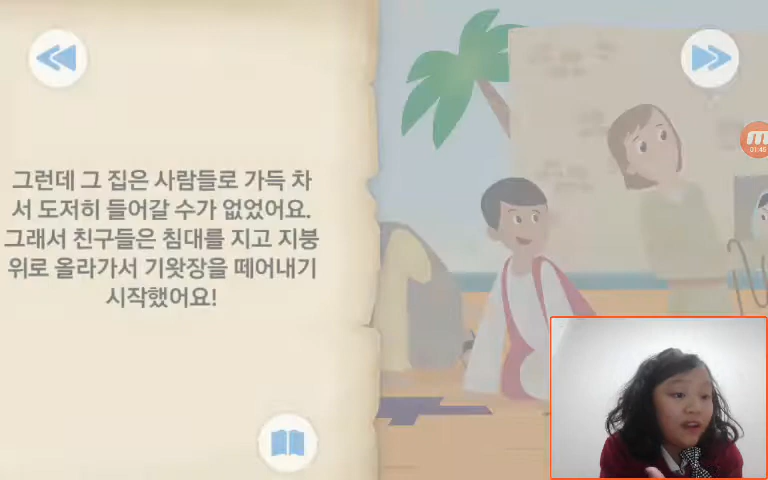 그런데 그 집은 사람들로 가득 차
서 도저히 들어갈 수가 없었어요.
그래서 친구들은 침대를 지고 지붕
위로 올라가서 기왓장을 떼어내기
시작했어요!
01:45